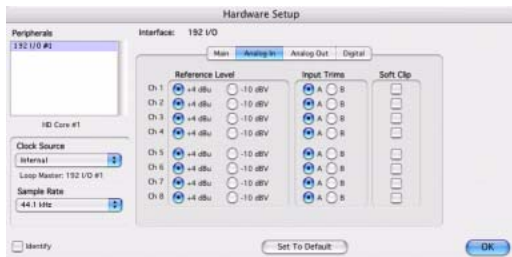 Hardware Setup
Peripherals
192 I/O #1
HD Core #1
Clock Source
Internal
Loop Master: 192 I/O #1
Sample Rate
44.1 kHz
Identify
Interface: 192 I/O
Main Analog In Analog Out Digital
Reference Level Input Trims Soft Clip
Ch 1 +4 dBu -10 dBV A B
Ch 2 +4 dBu -10 dBV A B
Ch 3 +4 dBu -10 dBV A B
Ch 4 +4 dBu -10 dBV A B
Ch 5 +4 dBu -10 dBV A B
Ch 6 +4 dBu -10 dBV A B
Ch 7 +4 dBu -10 dBV A B
Ch 8 +4 dBu -10 dBV A B
Set To Default
OK